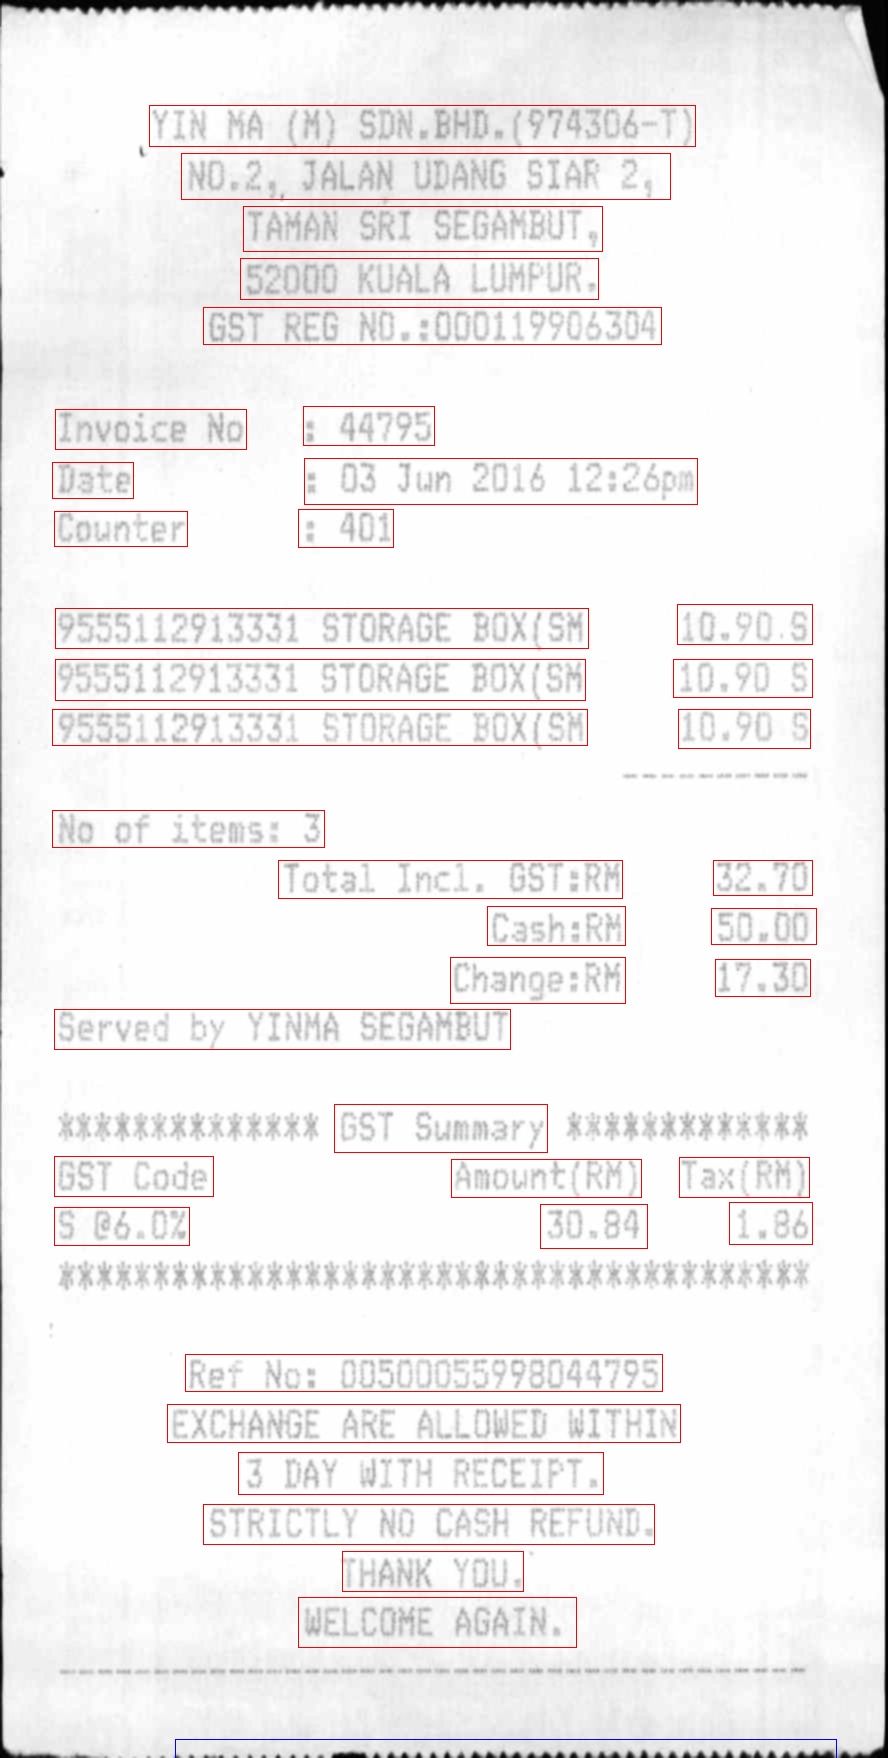 YIN MA (M) SDN.BHD.(974306-T)
NO.2, JALAN UDANG SIAR 2,
TAMAN SRI SEGAMBUT,
52000 KUALA LUMPUR.
GST REG NO.:000119906304
Invoice No : 44795
Date : 03 Jun 2016 12:26pm
Counter : 401
9555112913331 STORAGE BOX(SM 10.90 S
9555112913331 STORAGE BOX(SM 10.90 S
9555112913331 STORAGE BOX(SM 10.90 S
----------
No of items: 3
Total Incl. GST:RM 32.70
Cash:RM 50.00
Change:RM 17.30
Served by YINMA SEGAMBUT
************** GST Summary *************
GST Code Amount(RM) Tax(RM)
S @6.0% 30.84 1.86
****************************************
Ref No: 00500055998044795
EXCHANGE ARE ALLOWED WITHIN
3 DAY WITH RECEIPT.
STRICTLY NO CASH REFUND.
THANK YOU.
WELCOME AGAIN.
----------------------------------------